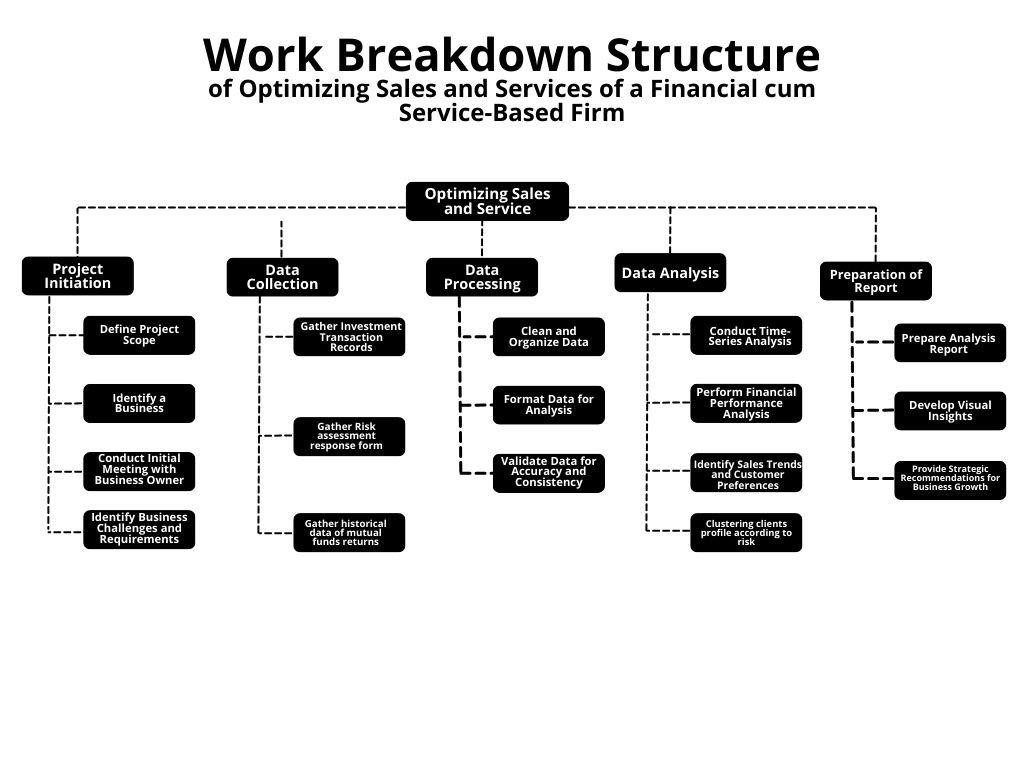 Work Breakdown Structure
of Optimizing Sales and Services of a Financial cum
Service-Based Firm
Optimizing Sales
and Service
Project
Initiation
Define Project
Scope
Identify a
Business
Conduct Initial
Meeting with
Business Owner
Identify Business
Challenges and
Requirements
Data
Collection
Gather Investment
Transaction
Records
Gather Risk
assessment
response form
Gather historical
data of mutual
funds returns
Data
Processing
Clean and
Organize Data
Format Data for
Analysis
Validate Data for
Accuracy and
Consistency
Data Analysis
Conduct Time-
Series Analysis
Perform Financial
Performance
Analysis
Identify Sales Trends
and Customer
Preferences
Clustering clients
profile according to
risk
Preparation of
Report
Prepare Analysis
Report
Develop Visual
Insights
Provide Strategic
Recommendations for
Business Growth